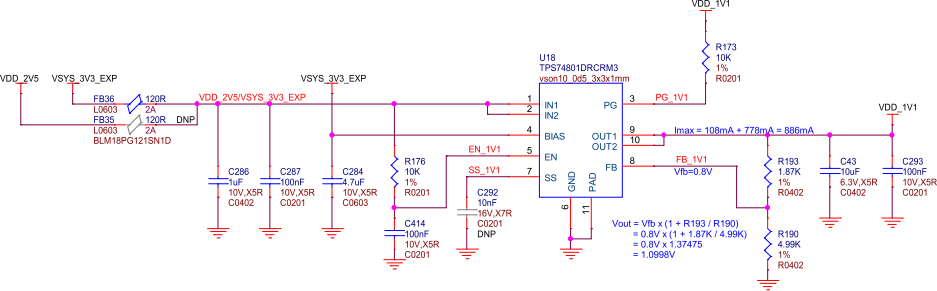 VDD_1V1
U18
TPS74801DRCRM3
vson10_0d5_3x3x1mm
R173
10K
1%
R0201
VDD_2V5
VSYS_3V3_EXP
VSYS_3V3_EXP
FB36
120R
L0603
2A
FB35
120R
DNP
L0603
2A
BLM18PG121SN1D
VDD_2V5/VSYS_3V3_EXP
1
IN1
2
IN2
PG
3
PG_1V1
VDD_1V1
4
BIAS
OUT1
9
OUT2
10
Imax = 108mA + 778mA = 886mA
EN_1V1
5
EN
FB
8
FB_1V1
Vfb=0.8V
SS_1V1
7
SS
GND
PAD
6
11
C286
1uF
10V,X5R
C0402
C287
100nF
10V,X5R
C0201
C284
4.7uF
10V,X5R
C0603
R176
10K
1%
R0201
C414
100nF
10V,X5R
C0201
C292
10nF
16V,X7R
C0201
DNP
R193
1.87K
1%
R0402
C43
10uF
6.3V,X5R
C0402
C293
100nF
10V,X5R
C0201
Vout = Vfb x (1 + R193 / R190)
= 0.8V x (1 + 1.87K / 4.99K)
= 0.8V x 1.37475
= 1.0998V
R190
4.99K
1%
R0402